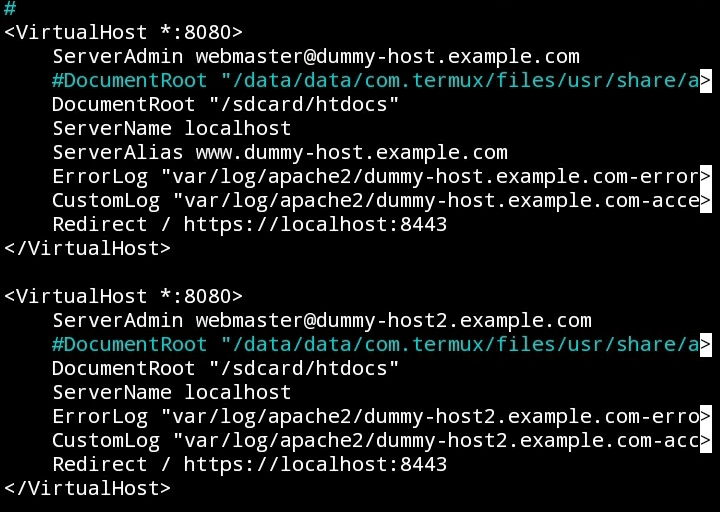 #
<VirtualHost *:8080>
    ServerAdmin webmaster@dummy-host.example.com
    #DocumentRoot "/data/data/com.termux/files/usr/share/a>
    DocumentRoot "/sdcard/htdocs"
    ServerName localhost
    ServerAlias www.dummy-host.example.com
    ErrorLog "var/log/apache2/dummy-host.example.com-error>
    CustomLog "var/log/apache2/dummy-host.example.com-acce>
    Redirect / https://localhost:8443
</VirtualHost>

<VirtualHost *:8080>
    ServerAdmin webmaster@dummy-host2.example.com
    #DocumentRoot "/data/data/com.termux/files/usr/share/a>
    DocumentRoot "/sdcard/htdocs"
    ServerName localhost
    ErrorLog "var/log/apache2/dummy-host2.example.com-erro>
    CustomLog "var/log/apache2/dummy-host2.example.com-acc>
    Redirect / https://localhost:8443
</VirtualHost>